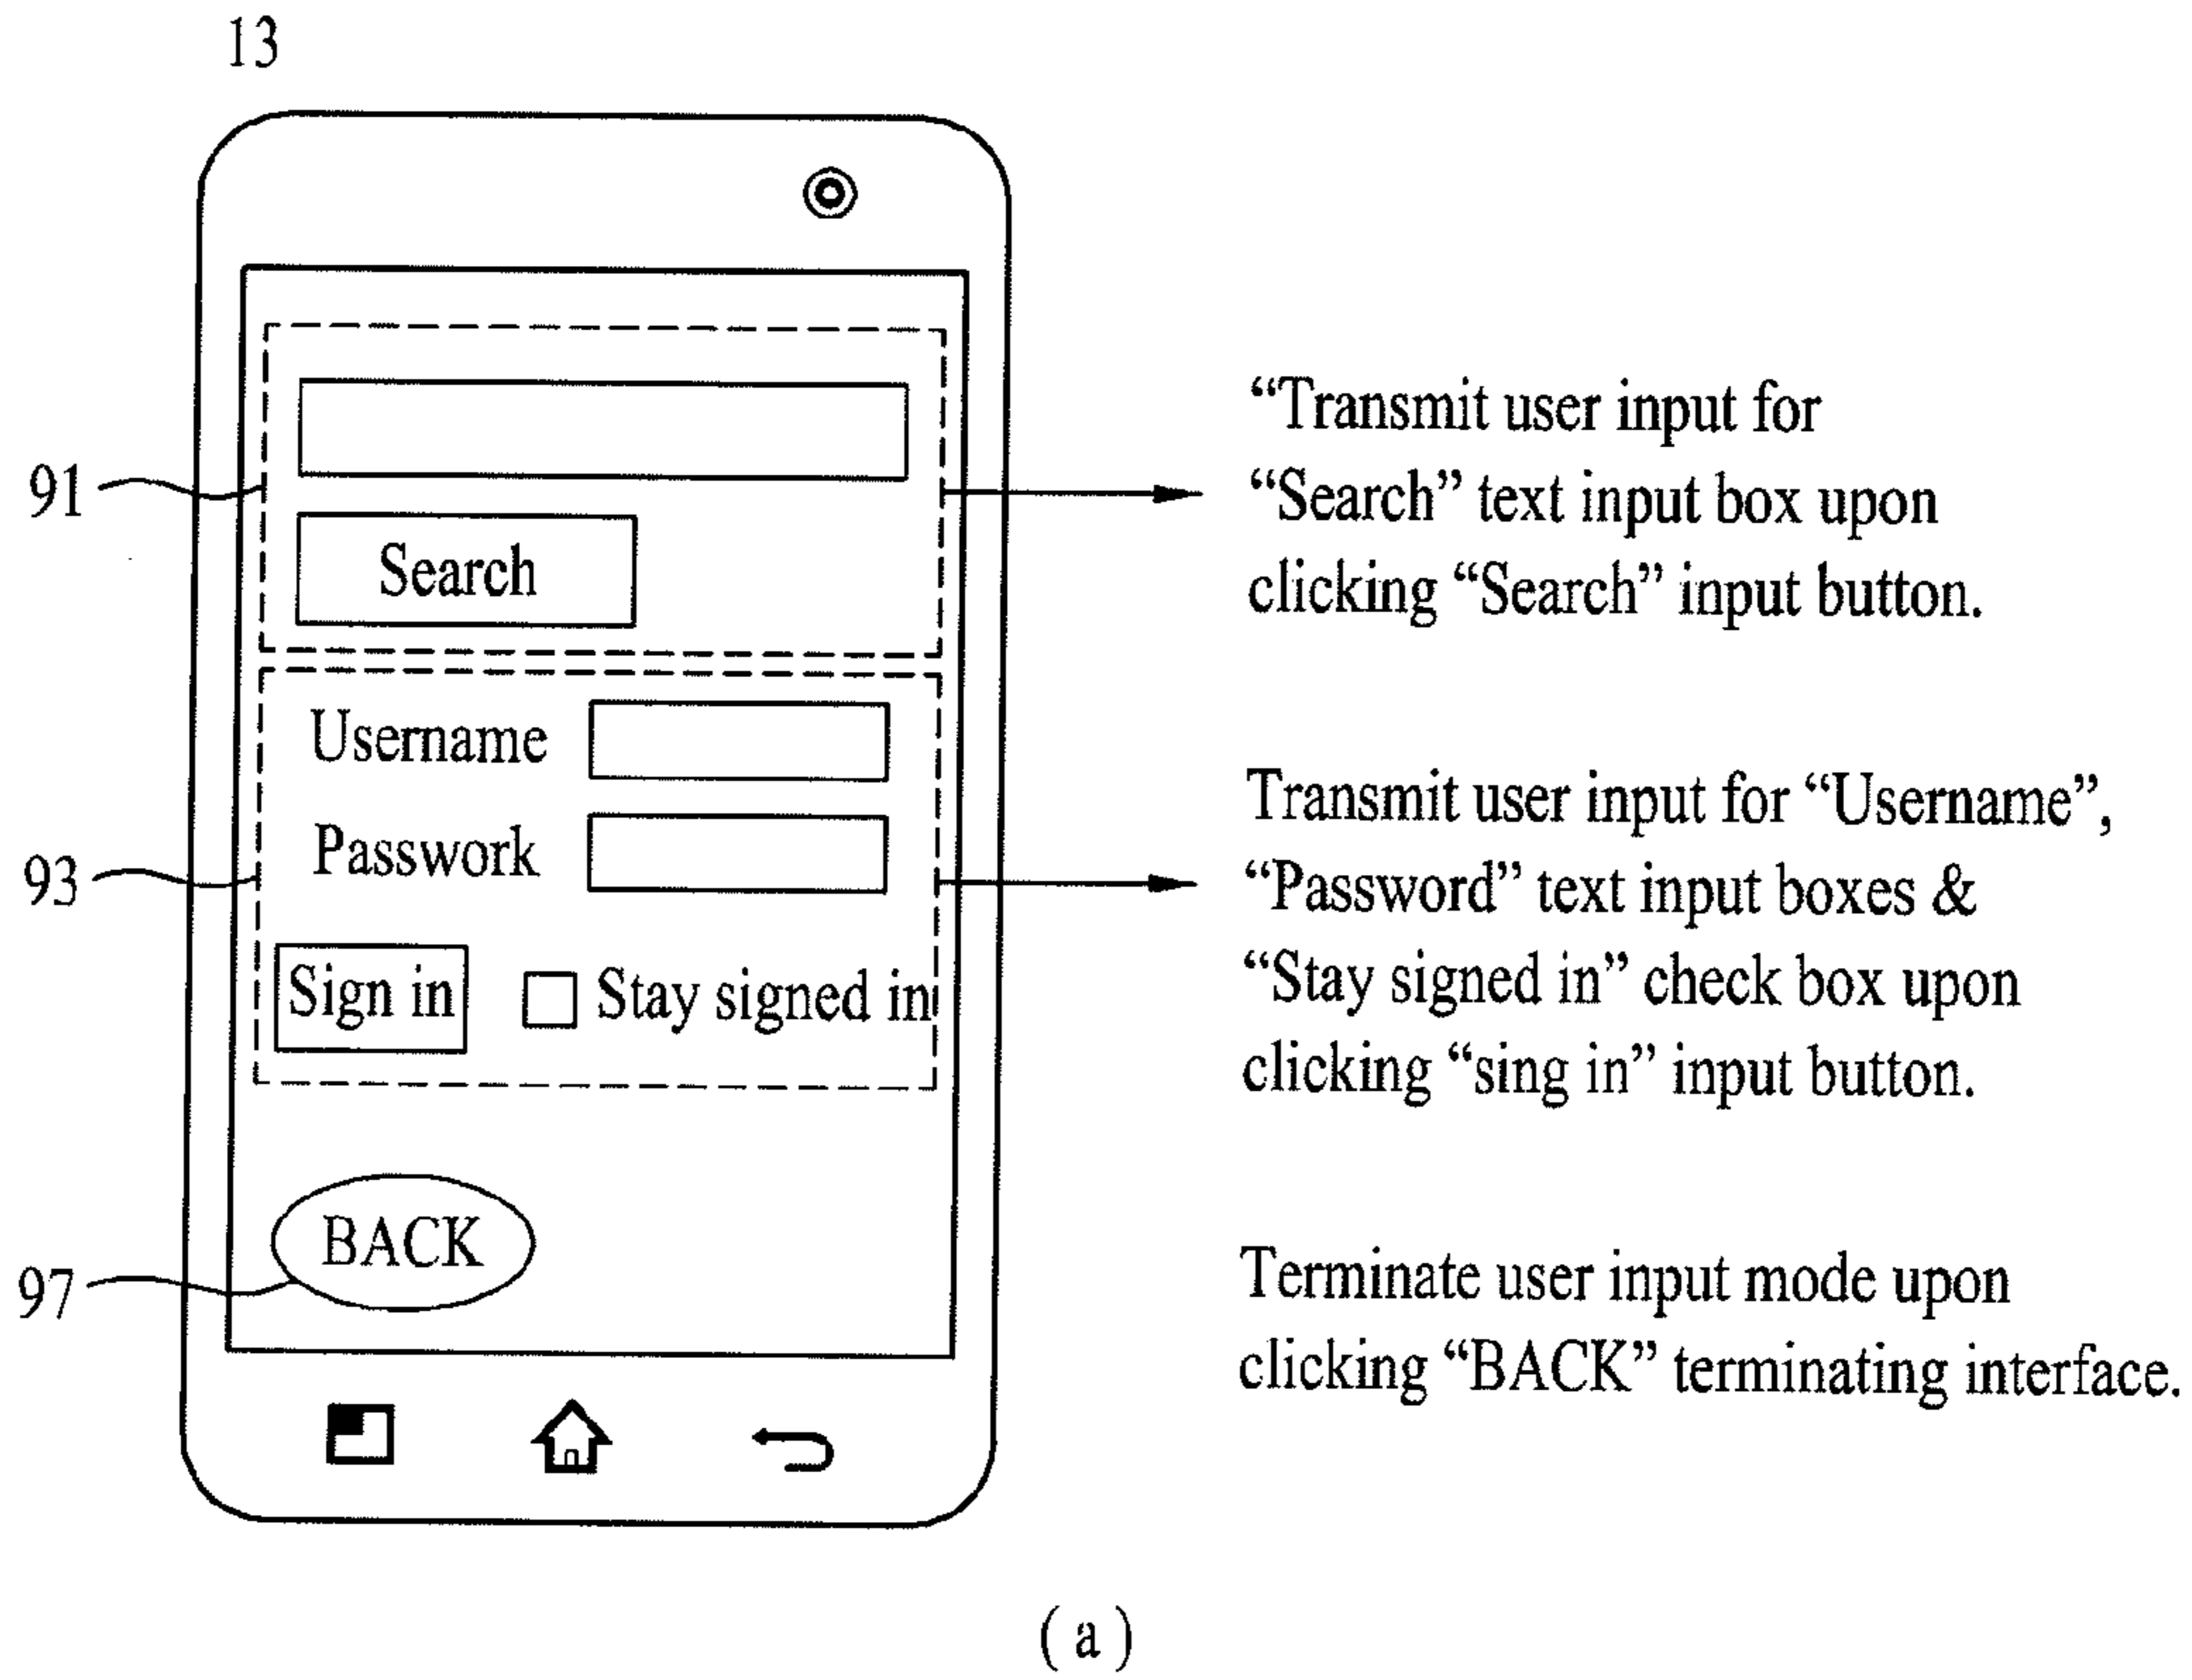 13
91
Search
“Transmit user input for
“Search” text input box upon
clicking “Search” input button.
93
Username
Passwork
Sign in
Stay signed in
Transmit user input for “Username”,
“Password” text input boxes &
“Stay signed in” check box upon
clicking “sing in” input button.
97
BACK
Terminate user input mode upon
clicking “BACK” terminating interface.
( a )